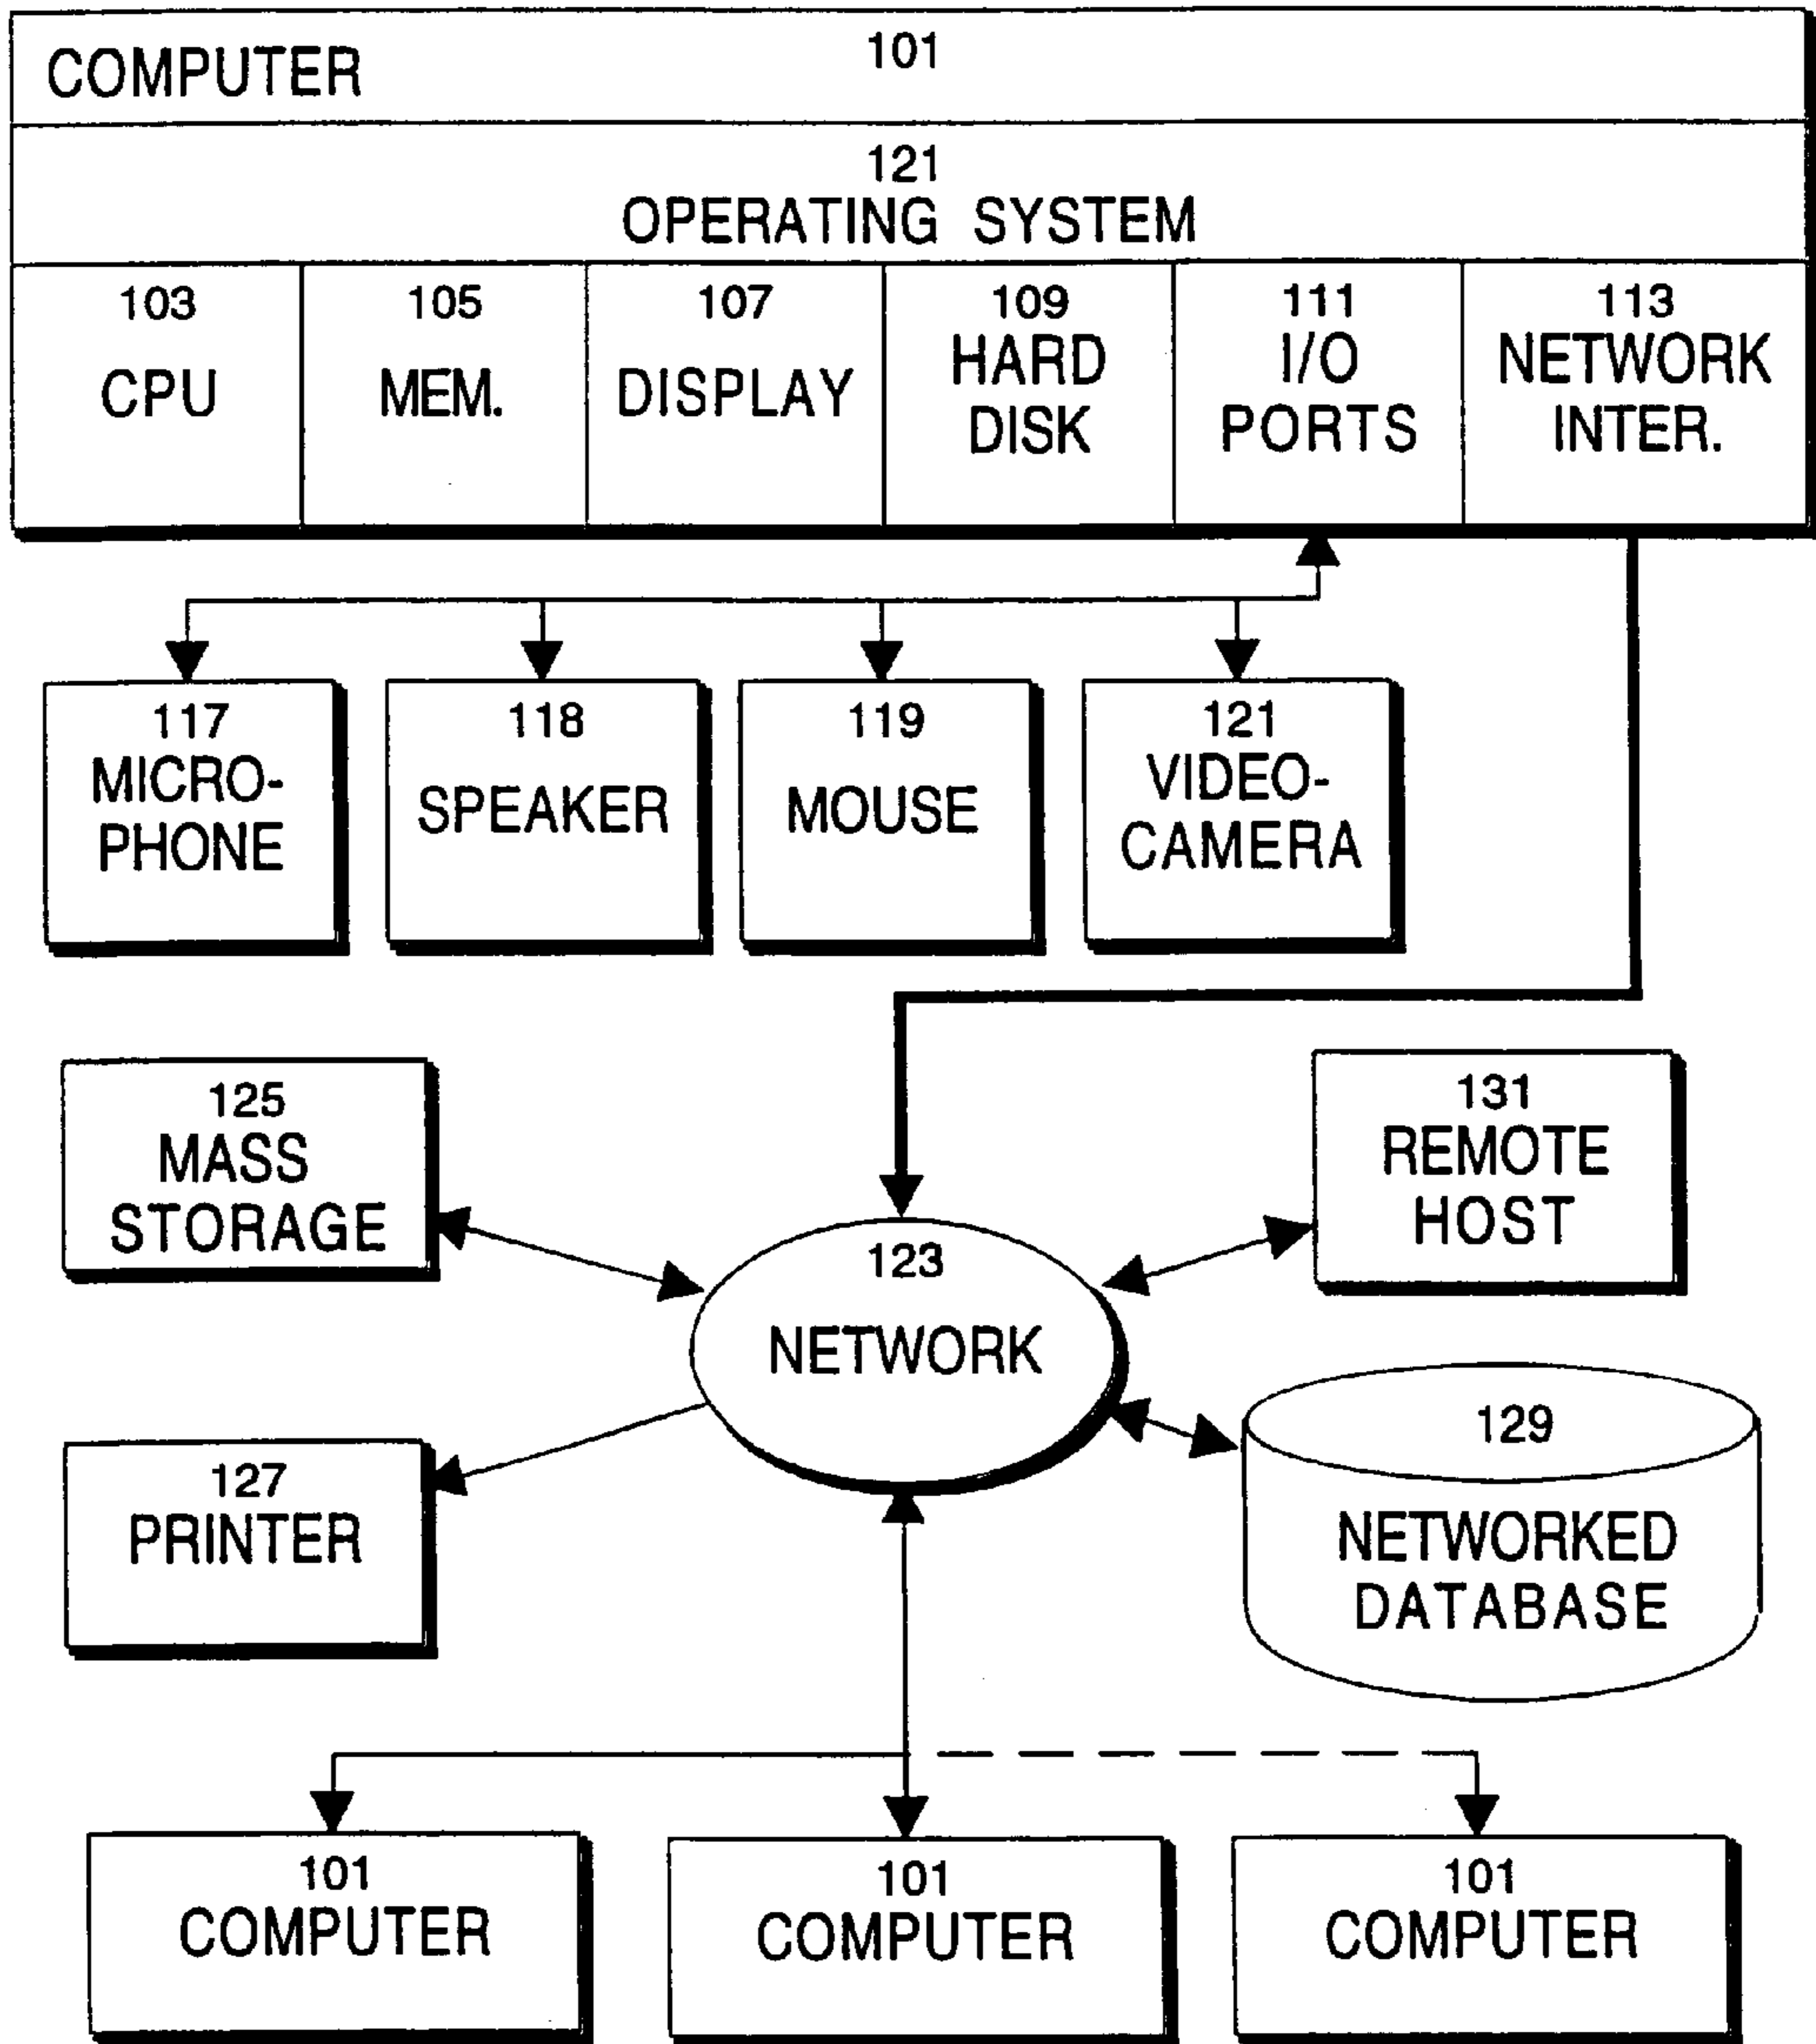 101
COMPUTER
121
OPERATING SYSTEM
103
CPU
105
MEM.
107
DISPLAY
109
HARD
DISK
111
I/O
PORTS
113
NETWORK
INTER.
117
MICRO-
PHONE
118
SPEAKER
119
MOUSE
121
VIDEO-
CAMERA
125
MASS
STORAGE
131
REMOTE
HOST
123
NETWORK
127
PRINTER
129
NETWORKED
DATABASE
101
COMPUTER
101
COMPUTER
101
COMPUTER